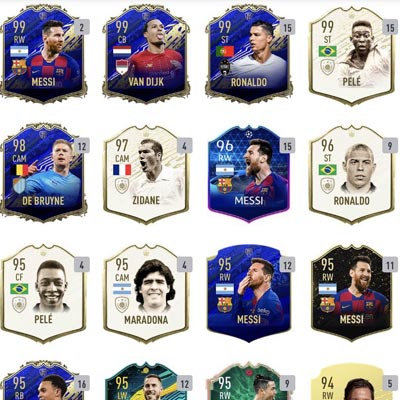 99 2
RW
MESSI
99 3
CB
VAN DIJK
99 15
ST
RONALDO
99 15
ST
PELÉ
98 12
CAM
DE BRUYNE
97 4
CAM
ZIDANE
96 15
RW
MESSI
96 9
ST
RONALDO
95 4
CF
PELÉ
95 4
CAM
MARADONA
95 12
RW
MESSI
95 11
RW
MESSI
95 16
RB
95 12
LW
95 9
RW
94 5